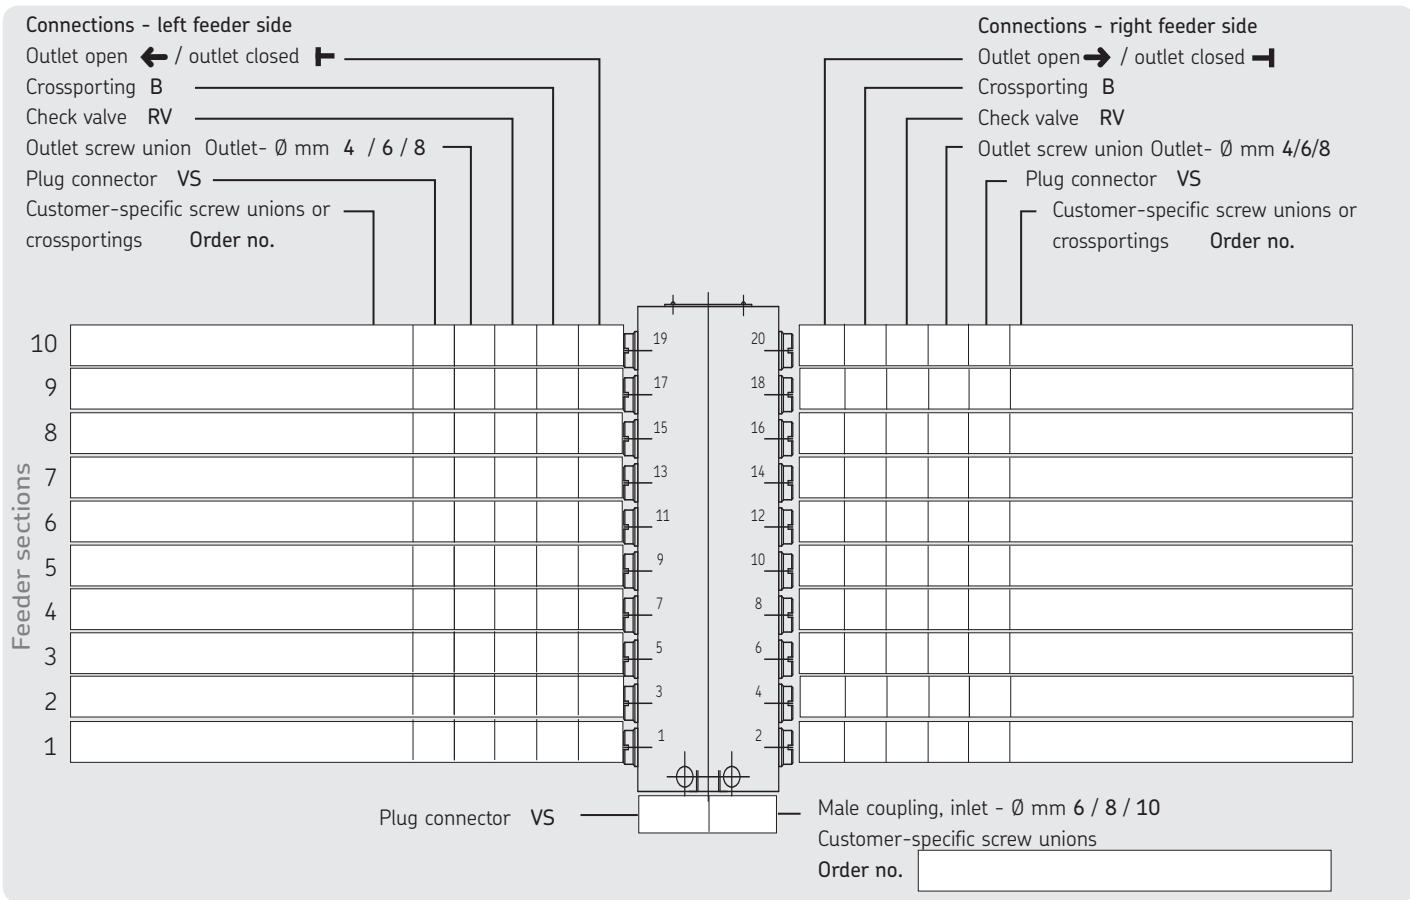 Connections - left feeder side
Outlet open ← / outlet closed ⊢
Crossporting B
Check valve RV
Outlet screw union Outlet- Ø mm 4 / 6 / 8
Plug connector VS
Customer-specific screw unions or
crossportings Order no.
Connections - right feeder side
Outlet open → / outlet closed ⊣
Crossporting B
Check valve RV
Outlet screw union Outlet- Ø mm 4/6/8
Plug connector VS
Customer-specific screw unions or
crossportings Order no.
Feeder sections
10 19 20
9 17 18
8 15 16
7 13 14
6 11 12
5 9 10
4 7 8
3 5 6
2 3 4
1 1 2
Plug connector VS
Male coupling, inlet - Ø mm 6 / 8 / 10
Customer-specific screw unions
Order no.